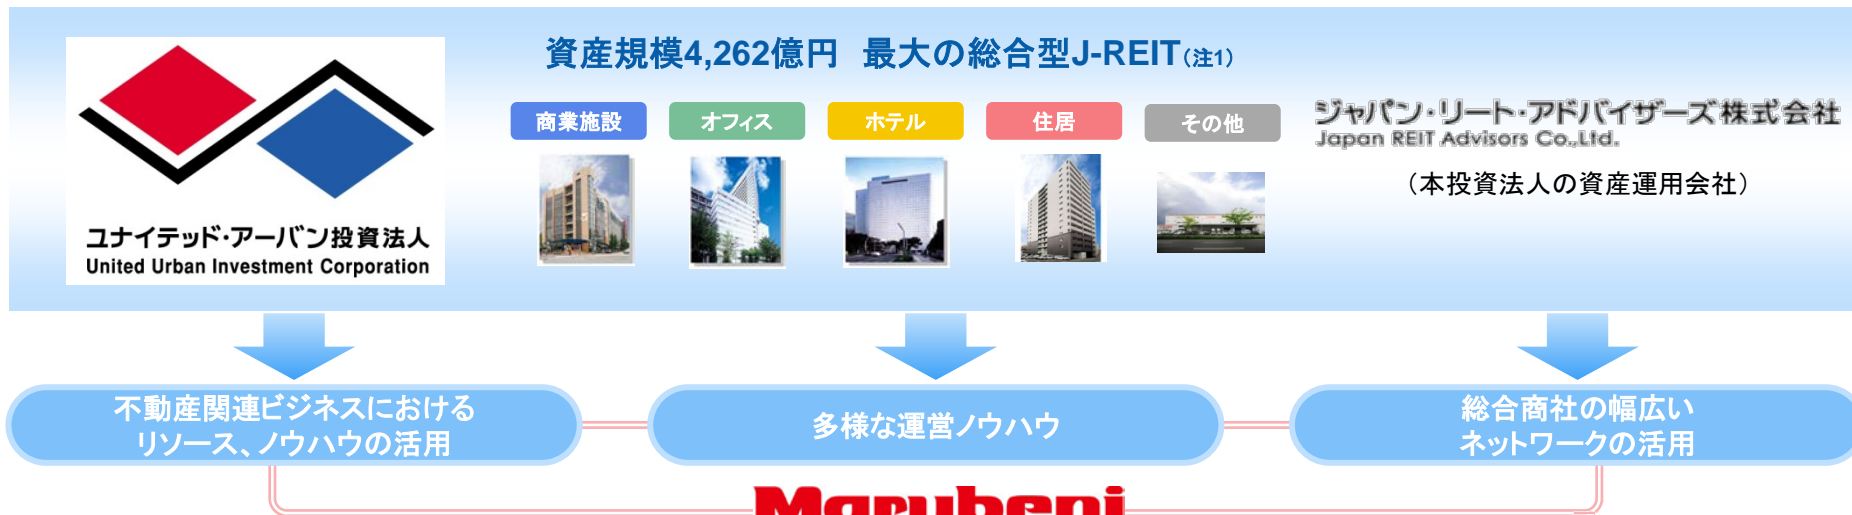 資産規模4,262億円　最大の総合型J-REIT(注1)
ユナイテッド・アーバン投資法人
United Urban Investment Corporation
商業施設
オフィス
ホテル
住居
その他
ジャパン・リート・アドバイザーズ株式会社
Japan REIT Advisors Co.,Ltd.
（本投資法人の資産運用会社）
不動産関連ビジネスにおける
リソース、ノウハウの活用
多様な運営ノウハウ
総合商社の幅広い
ネットワークの活用
Marubeni